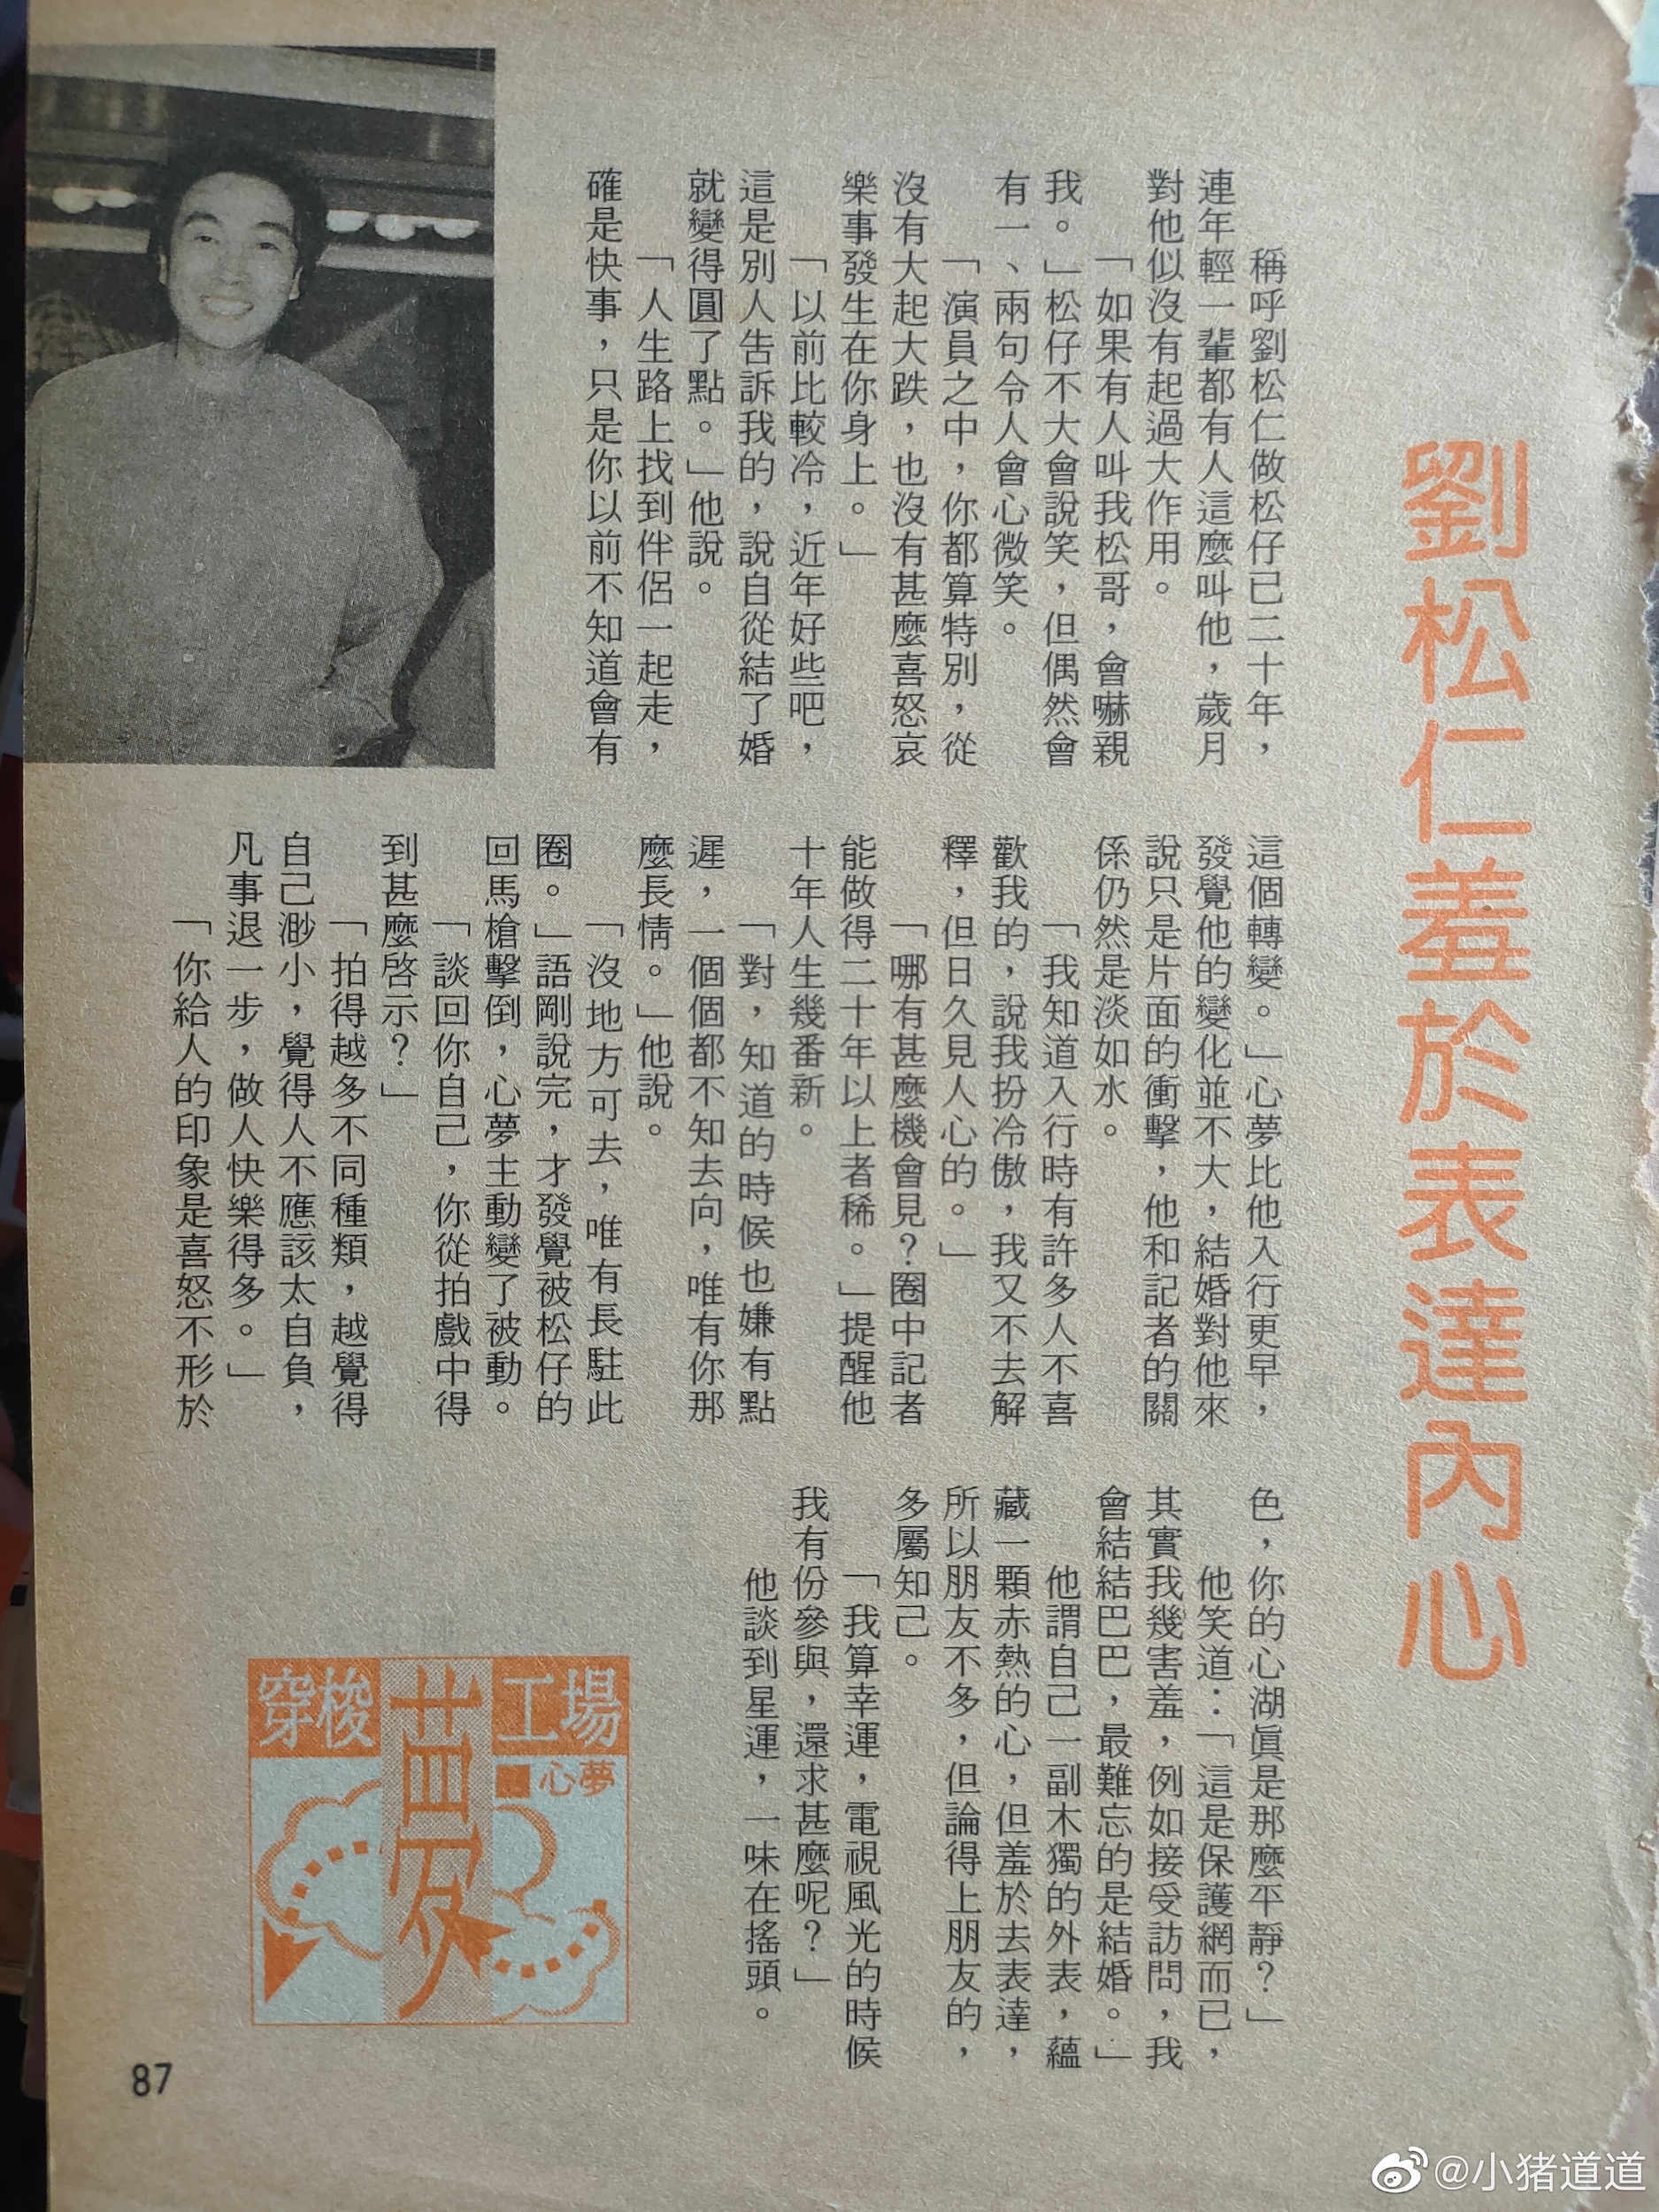 劉松仁羞於表達內心
稱呼劉松仁做松仔已二十年，
連年輕一輩都有人這麼叫他，歲月
對他似沒有起過大作用。
「如果有人叫我松哥，會嚇親
我。」松仔不大會說笑，但偶然會
有一、兩句令人會心微笑。
「演員之中，你都算特別，從
沒有大起大跌，也沒有甚麼喜怒哀
樂事發生在你身上。」
「以前比較冷，近年好些吧，
這是別人告訴我的，說自從結了婚
就變得圓了點。」他說。
「人生路上找到伴侶一起走，
確是快事，只是你以前不知道會有
這個轉變。」心夢比他入行更早，
發覺他的變化並不大，結婚對他來
說只是片面的衝擊，他和記者的關
係仍然是淡如水。
「我知道入行時有許多人不喜
歡我的，說我扮冷傲，我又不去解
釋，但日久見人心的。」
「哪有甚麼機會見？圈中記者
能做得二十年以上者稀。」提醒他
十年人生幾番新。
「對，知道的時候也嫌有點
遲，一個個都不知去向，唯有你那
麼長情。」他說。
「沒地方可去，唯有長駐此
圈。」語剛說完，才發覺被松仔的
回馬槍擊倒，心夢主動變了被動。
「談回你自己，你從拍戲中得
到甚麼啓示？」
「拍得越多不同種類，越覺得
自己渺小，覺得人不應該太自負，
凡事退一步，做人快樂得多。」
「你給人的印象是喜怒不形於
色，你的心湖眞是那麼平靜？」
他笑道：「這是保護網而已，
其實我幾害羞，例如接受訪問，我
會結結巴巴，最難忘的是結婚。」
他謂自己一副木獨的外表，蘊
藏一顆赤熱的心，但羞於去表達，
所以朋友不多，但論得上朋友的，
多屬知己。
「我算幸運，電視風光的時候
我有份參與，還求甚麼呢？」
他談到星運，一味在搖頭。
穿梭夢工場
■心夢
87
@小猪道道